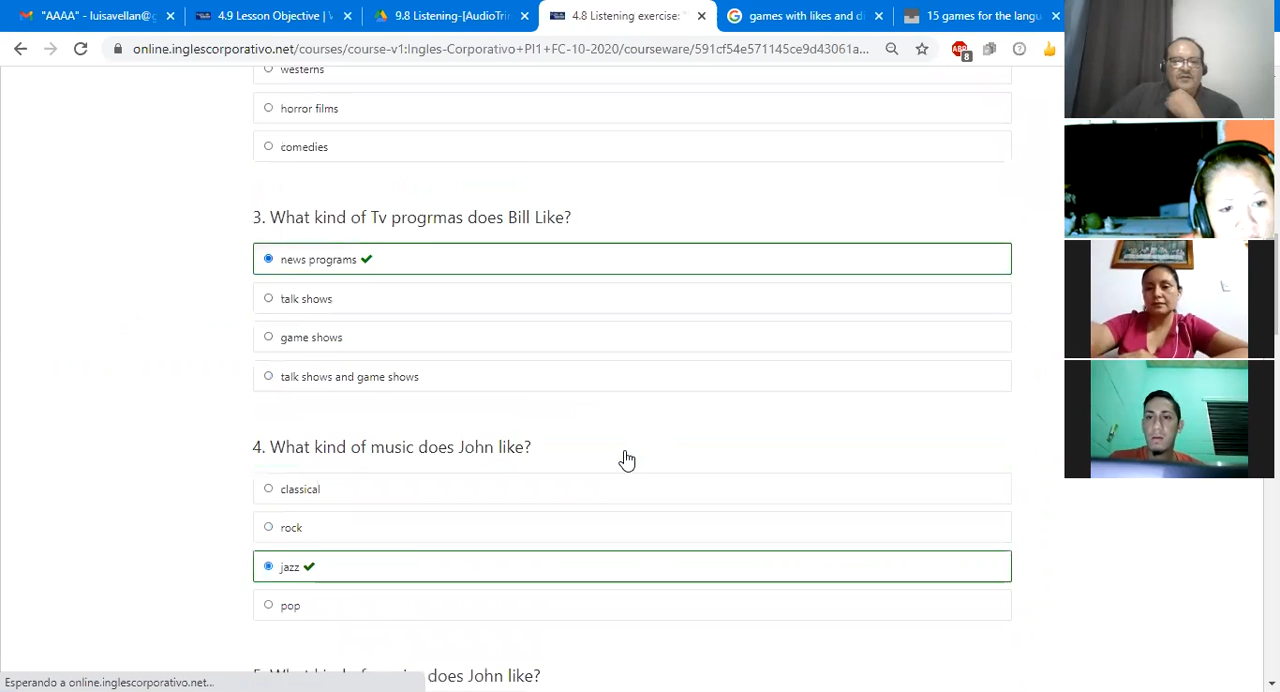 "AAAA" - luisavellan@g
4.9 Lesson Objective | V
9.8 Listening-[AudioTrin
4.8 Listening exercise: "
games with likes and di
15 games for the langu
online.inglescorporativo.net/courses/course-v1:Ingles-Corporativo+PI1+FC-10-2020/courseware/591cf54e571145ce9d43061a...
ABP
8
westerns
horror films
comedies
3. What kind of Tv progrmas does Bill Like?
news programs
talk shows
game shows
talk shows and game shows
4. What kind of music does John like?
classical
rock
jazz
pop
does John like?
Esperando a online.inglescorporativo.net...